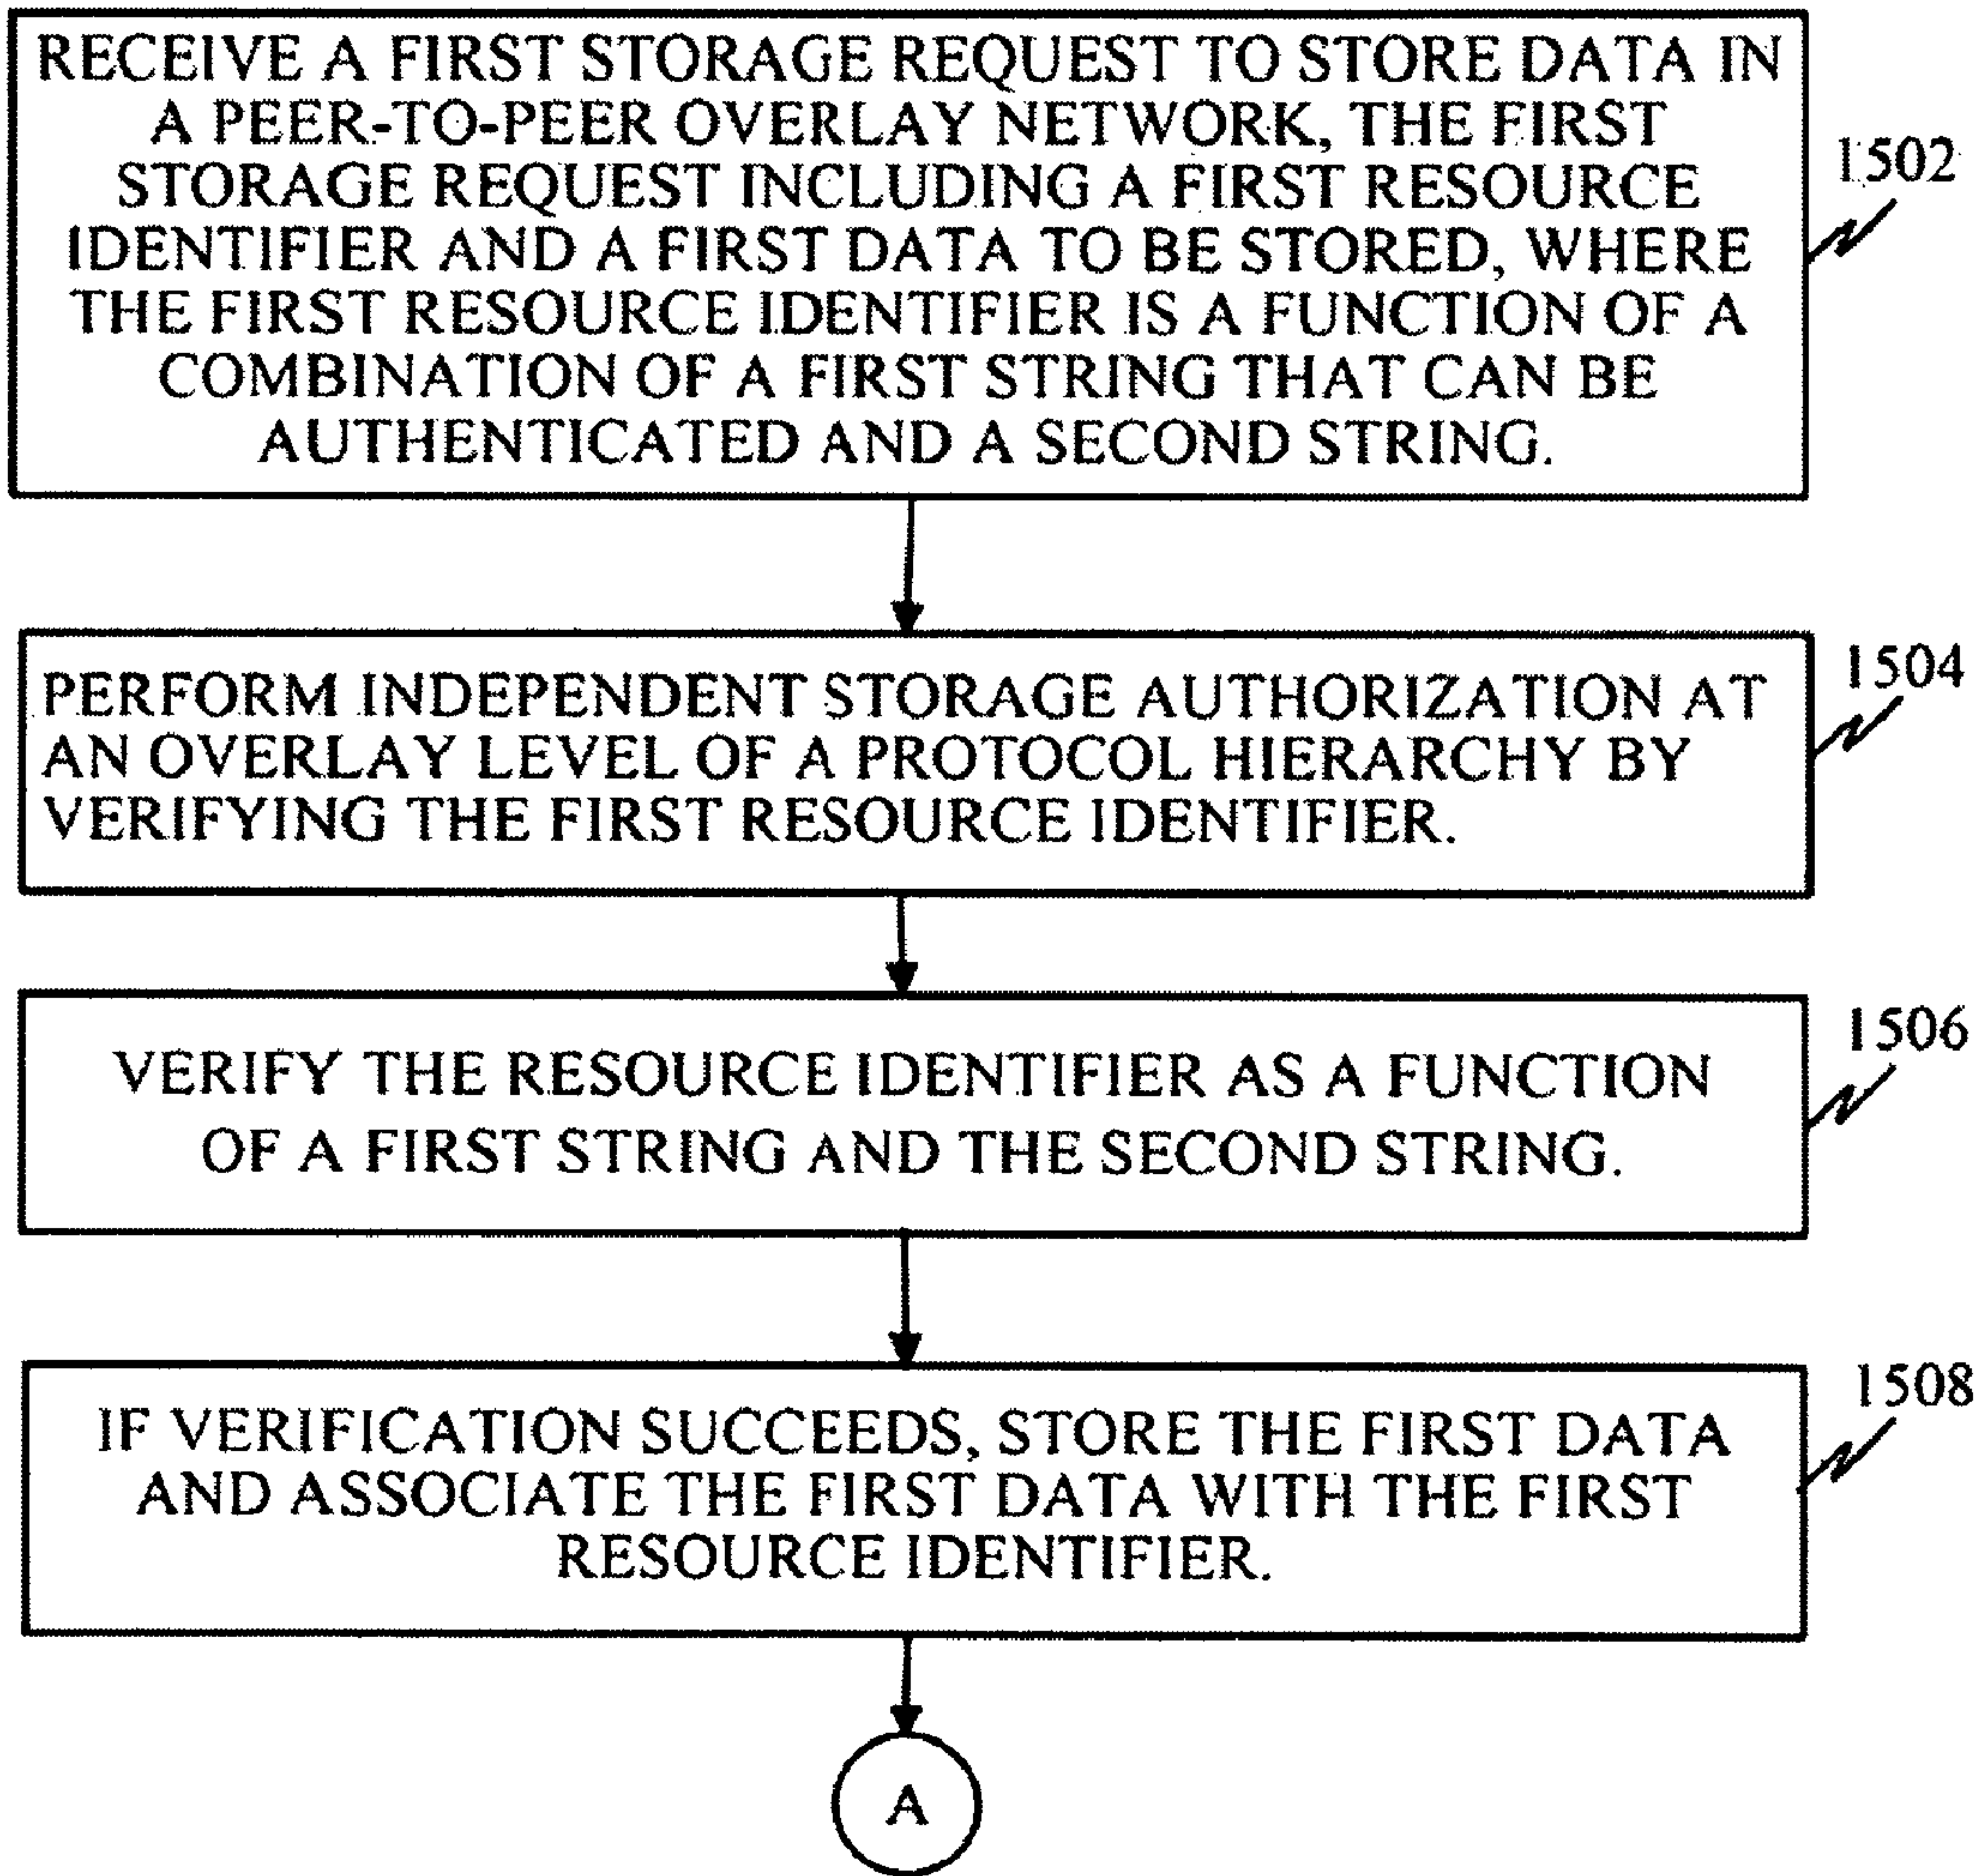 RECEIVE A FIRST STORAGE REQUEST TO STORE DATA IN
A PEER-TO-PEER OVERLAY NETWORK, THE FIRST
STORAGE REQUEST INCLUDING A FIRST RESOURCE
IDENTIFIER AND A FIRST DATA TO BE STORED, WHERE
THE FIRST RESOURCE IDENTIFIER IS A FUNCTION OF A
COMBINATION OF A FIRST STRING THAT CAN BE
AUTHENTICATED AND A SECOND STRING.
1502
PERFORM INDEPENDENT STORAGE AUTHORIZATION AT
AN OVERLAY LEVEL OF A PROTOCOL HIERARCHY BY
VERIFYING THE FIRST RESOURCE IDENTIFIER.
1504
VERIFY THE RESOURCE IDENTIFIER AS A FUNCTION
OF A FIRST STRING AND THE SECOND STRING.
1506
IF VERIFICATION SUCCEEDS, STORE THE FIRST DATA
AND ASSOCIATE THE FIRST DATA WITH THE FIRST
RESOURCE IDENTIFIER.
1508
A